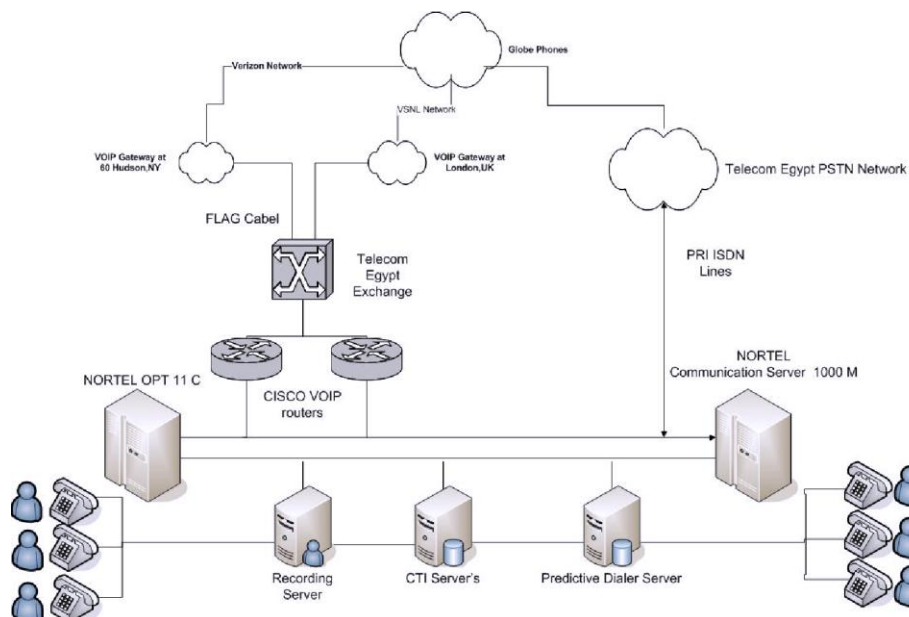 Globe Phones
Verizon Network
VSNL Network
VOIP Gateway at
60 Hudson,NY
VOIP Gateway at
London,UK
Telecom Egypt PSTN Network
FLAG Cabel
Telecom
Egypt
Exchange
PRI ISDN
Lines
NORTEL OPT 11 C
CISCO VOIP
routers
NORTEL
Communication Server 1000 M
Recording
Server
CTI Server's
Predictive Dialer Server